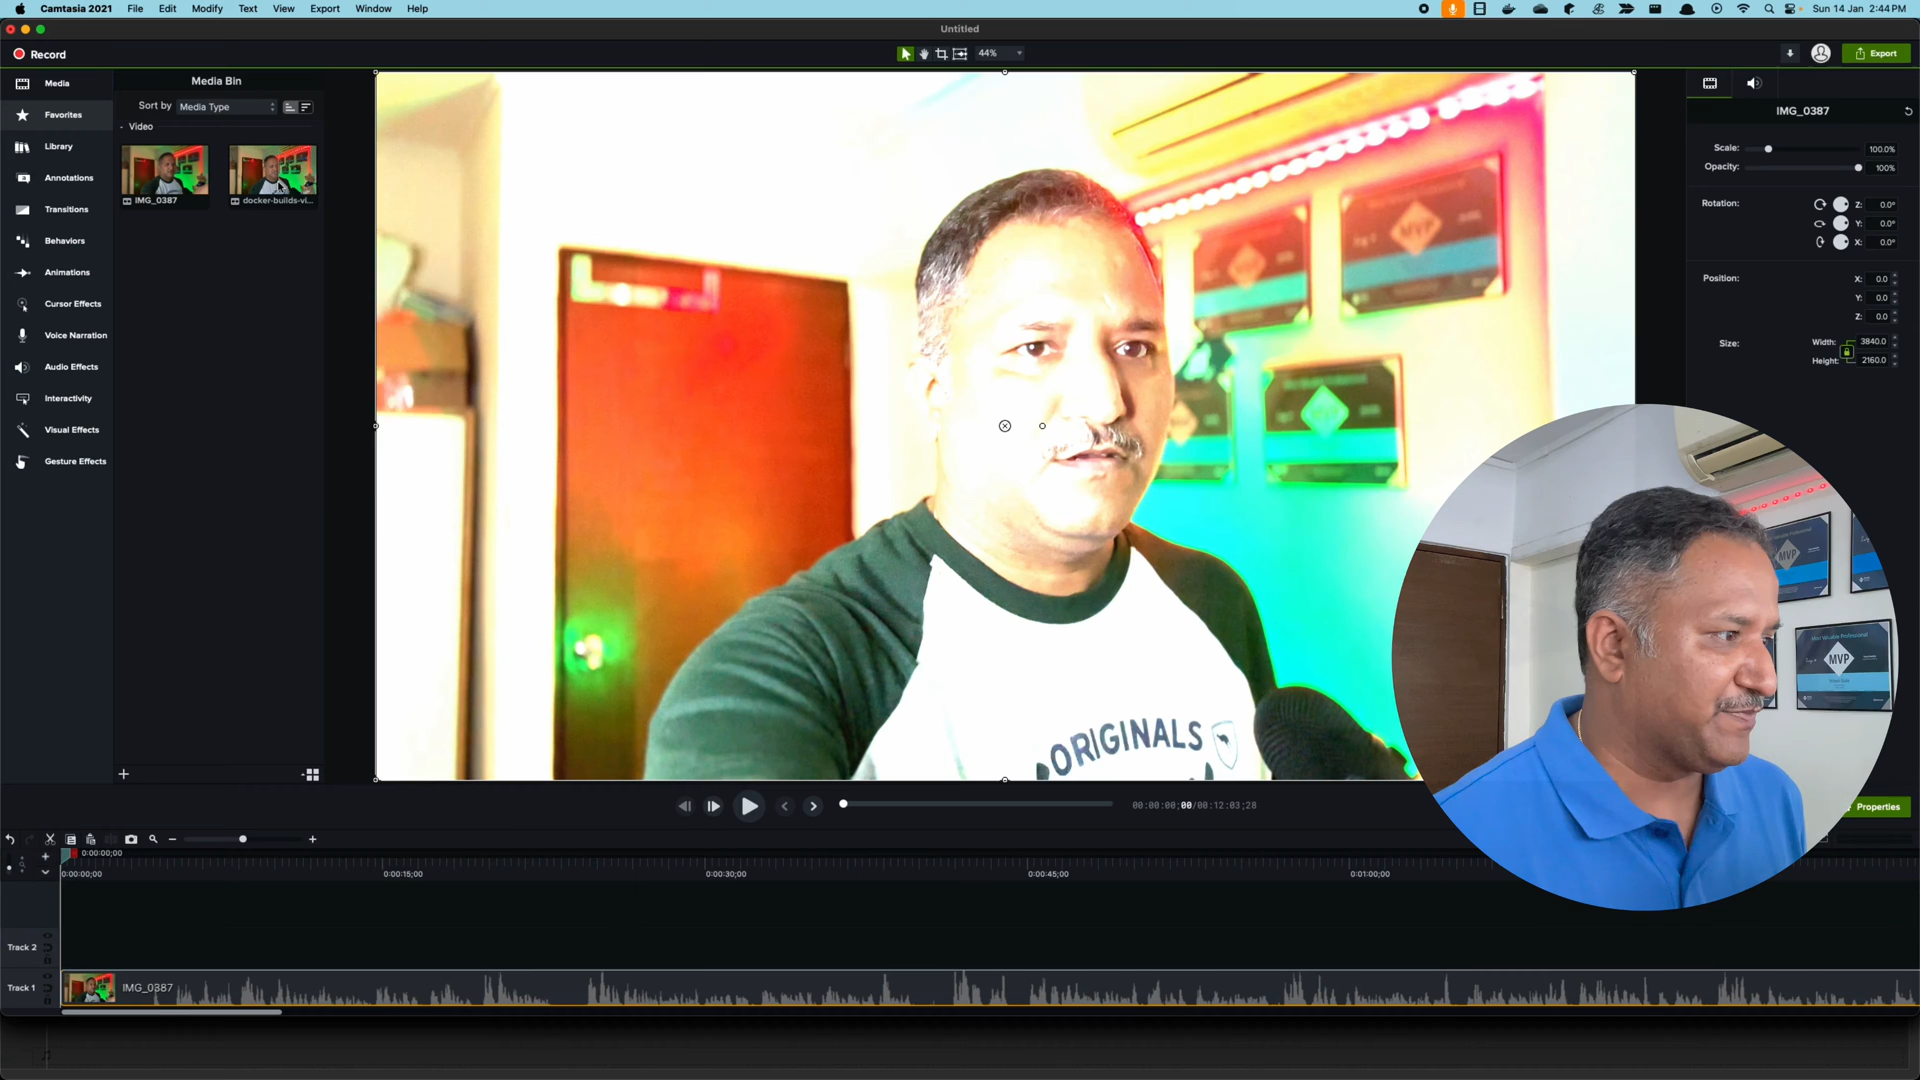 Camtasia 2021 File Edit Modify Text View Export Window Help
Sun 14 Jan 2:44 PM
Untitled
Record
44%
Export
Media
Favorites
Library
Annotations
Transitions
Behaviors
Animations
Cursor Effects
Voice Narration
Audio Effects
Interactivity
Visual Effects
Gesture Effects
Media Bin
Sort by Media Type
Video
IMG_0387
docker-builds-vi...
MVP
MVP
ORIGINALS
IMG_0387
Scale: 100.0%
Opacity: 100%
Rotation: Z: 0.0°
Y: 0.0°
X: 0.0°
Position: X: 0.0
Y: 0.0
Z: 0.0
Size: Width: 3840.0
Height: 2160.0
MVP
MVP
00:00:00;00/00:12:03;28
Properties
0:00:00;00
0:00:00;00 0:00:15;00 0:00:30;00 0:00:45;00 0:01:00;00
Track 2
Track 1
IMG_0387